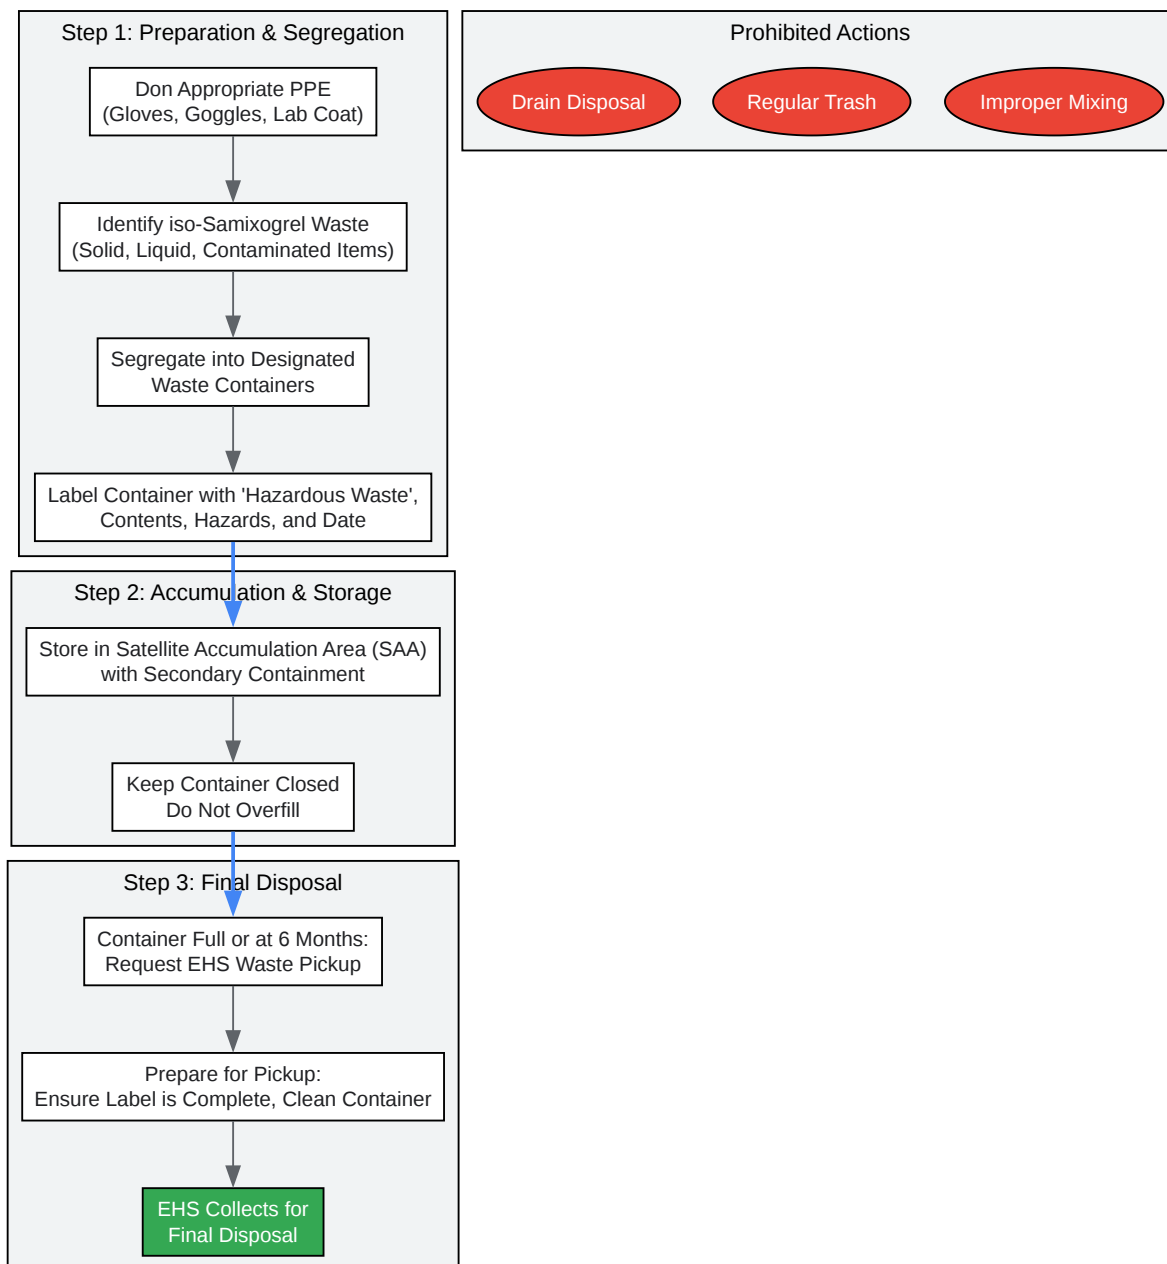 Step 1: Preparation & Segregation
Don Appropriate PPE
(Gloves, Goggles, Lab Coat)
Identify iso-Samixogrel Waste
(Solid, Liquid, Contaminated Items)
Segregate into Designated
Waste Containers
Label Container with 'Hazardous Waste',
Contents, Hazards, and Date
Step 2: Accumulation & Storage
Store in Satellite Accumulation Area (SAA)
with Secondary Containment
Keep Container Closed
Do Not Overfill
Step 3: Final Disposal
Container Full or at 6 Months:
Request EHS Waste Pickup
Prepare for Pickup:
Ensure Label is Complete, Clean Container
EHS Collects for
Final Disposal
Prohibited Actions
Drain Disposal
Regular Trash
Improper Mixing